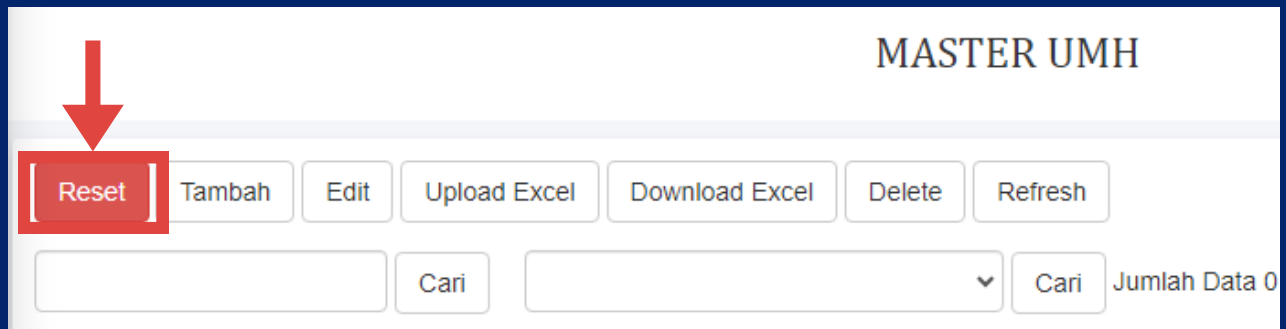 MASTER UMH
Reset Tambah Edit Upload Excel Download Excel Delete Refresh
Cari Cari Jumlah Data 0